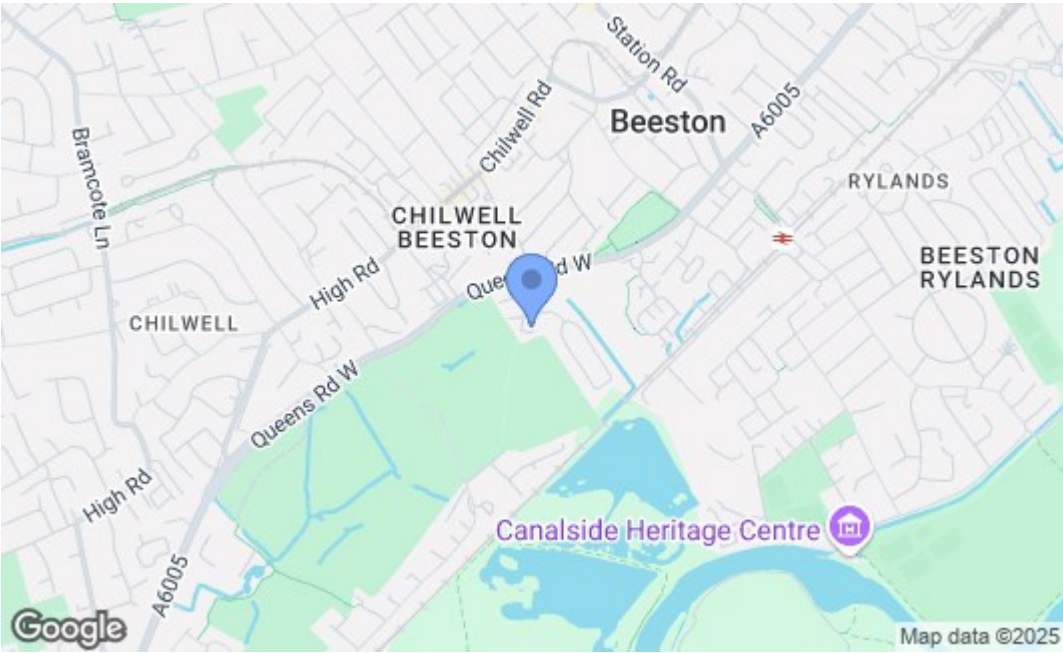 Station Rd
Beeston
A6005
Chilwell Rd
Bramcote Ln
RYLANDS
CHILWELL
BEESTON
BEESTON
RYLANDS
Queens Rd W
High Rd
CHILWELL
Queens Rd W
High Rd
Canalside Heritage Centre
A6005
Google
Map data ©2025